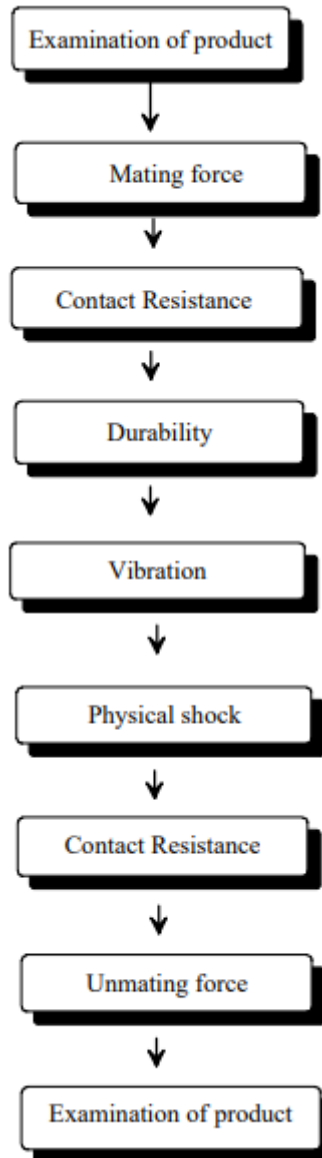 Examination of product
Mating force
Contact Resistance
Durability
Vibration
Physical shock
Contact Resistance
Unmating force
Examination of product